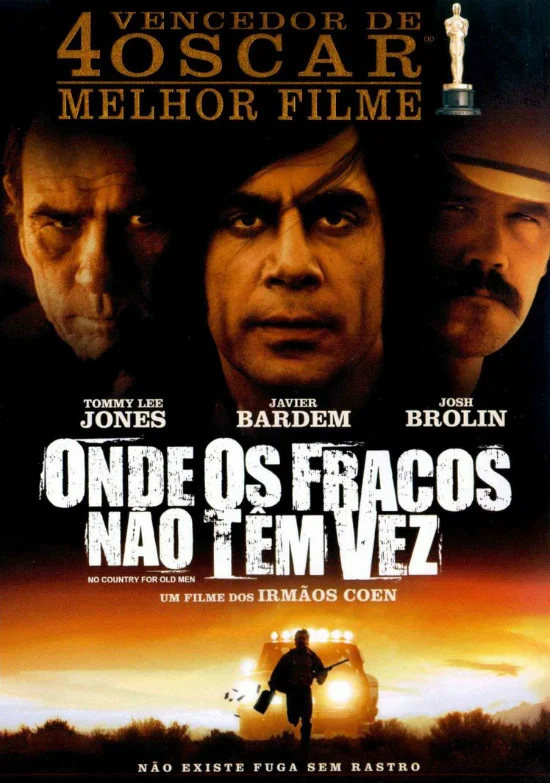 VENCEDOR DE
4 OSCAR®
MELHOR FILME
TOMMY LEE JONES
JAVIER BARDEM
JOSH BROLIN
ONDE OS FRACOS
NÃO TÊM VEZ
NO COUNTRY FOR OLD MEN
UM FILME DOS IRMÃOS COEN
NÃO EXISTE FUGA SEM RASTRO